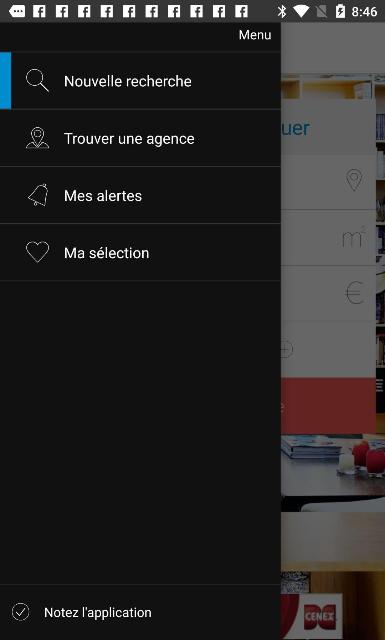 8:46
Menu
Nouvelle recherche
Trouver une agence
Mes alertes
Ma sélection
Notez l'application
uer
m²
€
e
CENEX